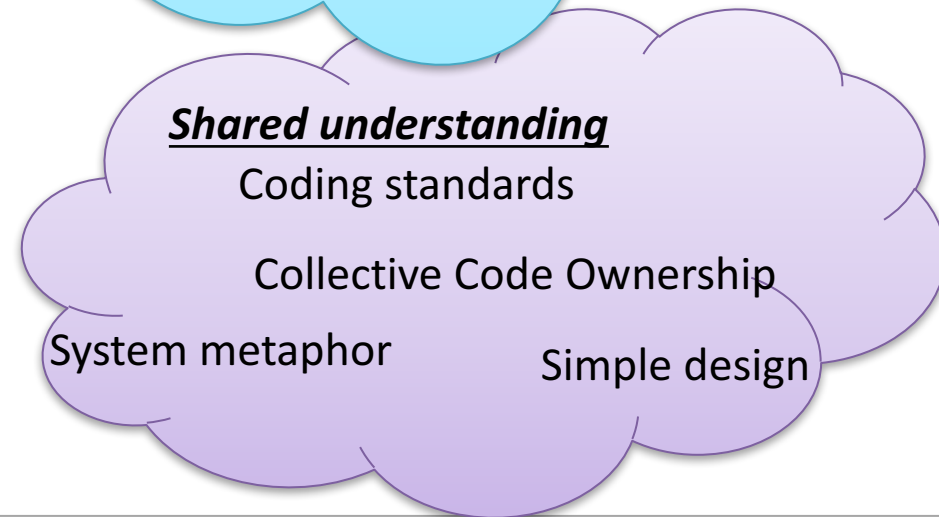 Shared understanding
Coding standards
Collective Code Ownership
System metaphor
Simple design